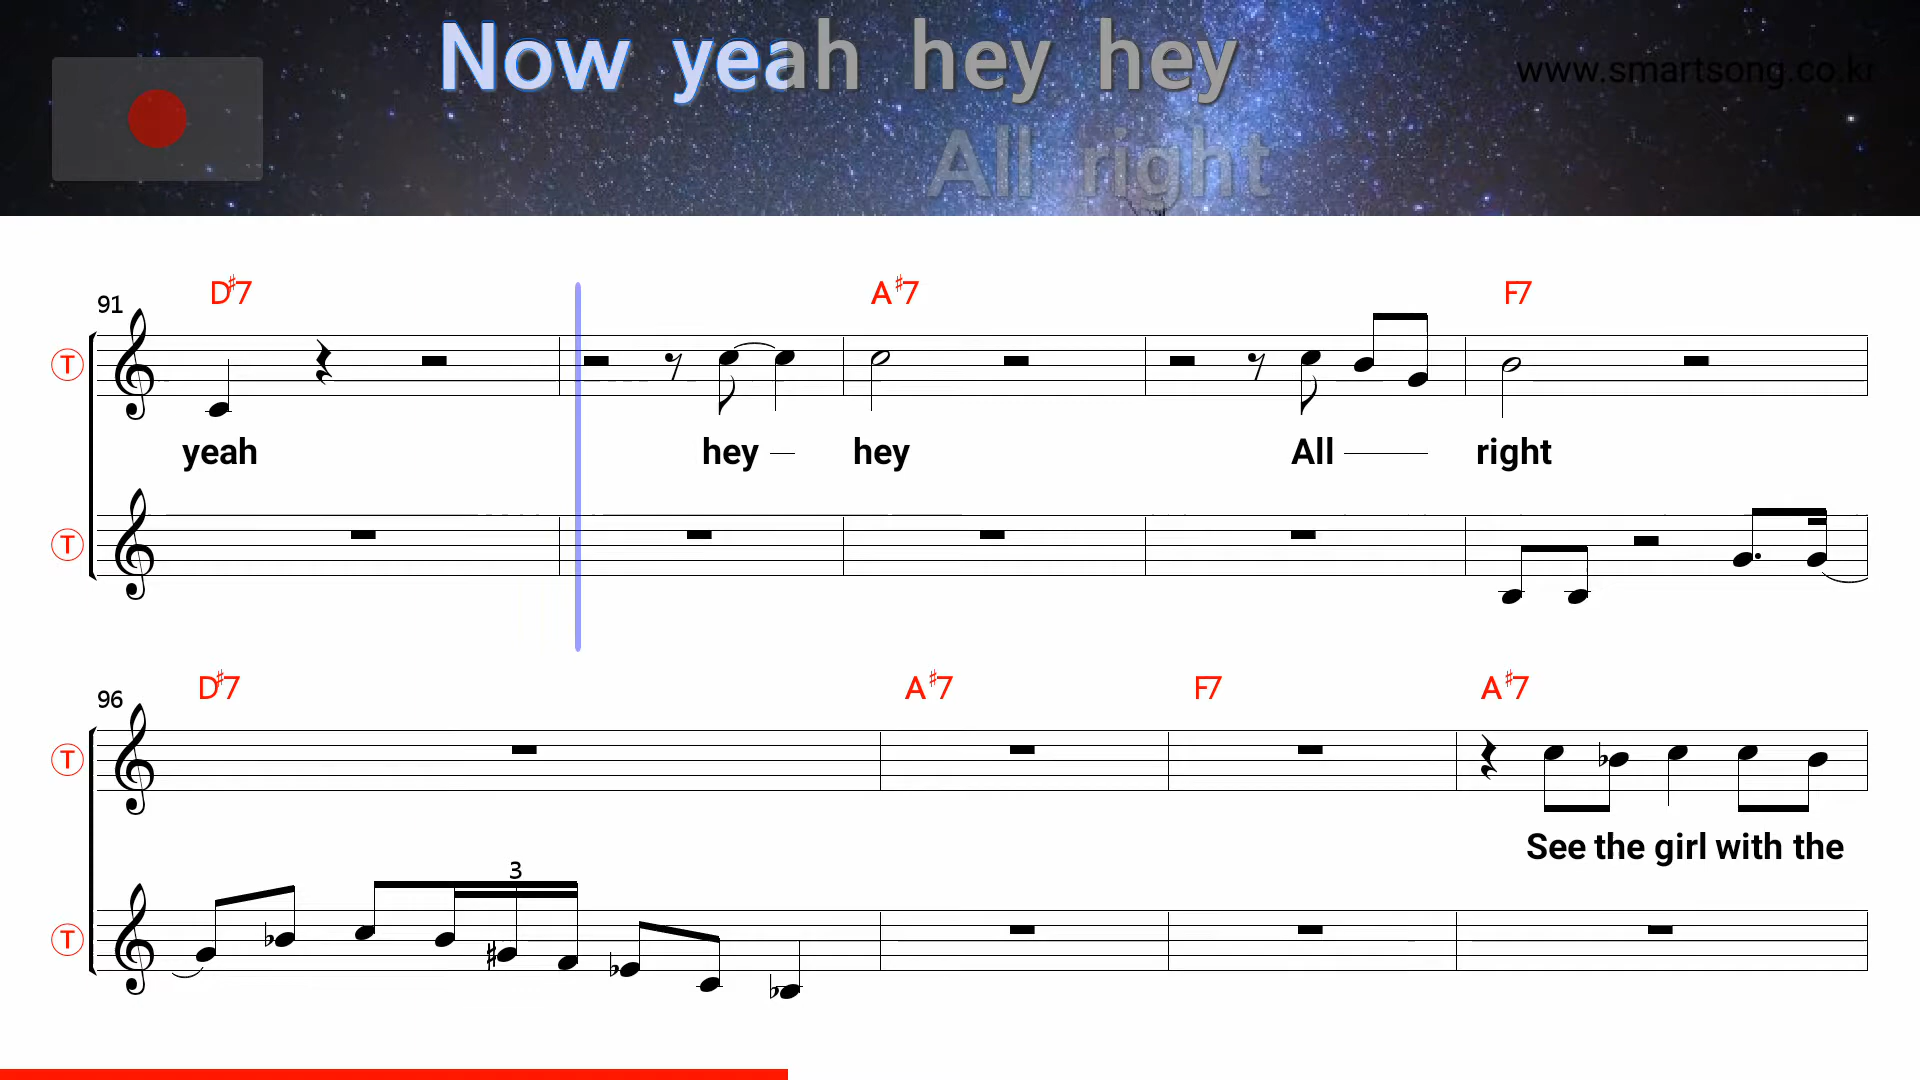 Now yeah hey hey
www.smartsong.co.kr
All right
91
D#7 A#7 F7
T
yeah hey hey All right
T
96
D#7 A#7 F7 A#7
T
See the girl with the
3
T